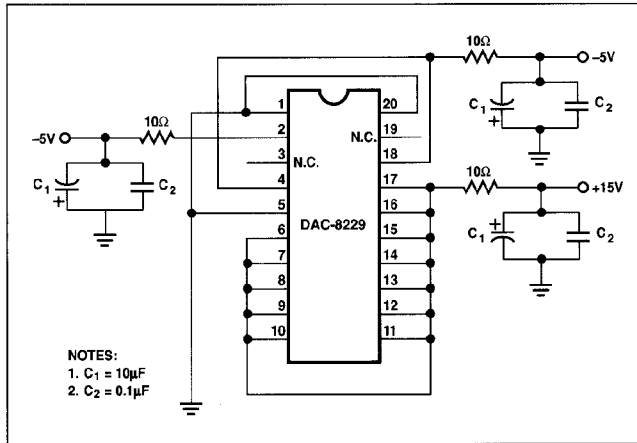 10Ω
–5V
C1
+
C2
10Ω
–5V
C1
+
C2
1
2
3
4
5
6
7
8
9
10
20
19
18
17
16
15
14
13
12
11
N.C.
N.C.
DAC-8229
10Ω
+15V
+
C1
C2
NOTES:
1. C1 = 10μF
2. C2 = 0.1μF